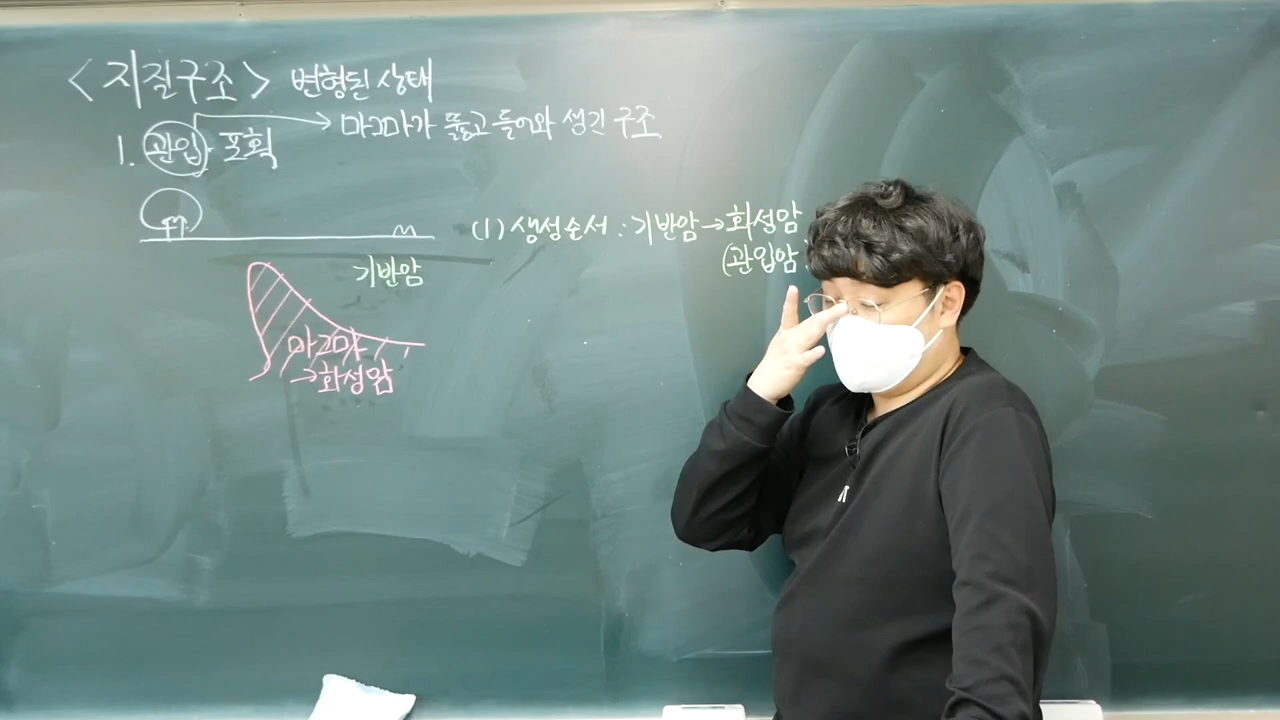 <지질구조> 변형된 상태
1. 관입과 포획 → 마그마가 뚫고 들어와 생긴 구조
(1) 생성순서 : 기반암→화성암
(관입암)
기반암
마그마
→화성암